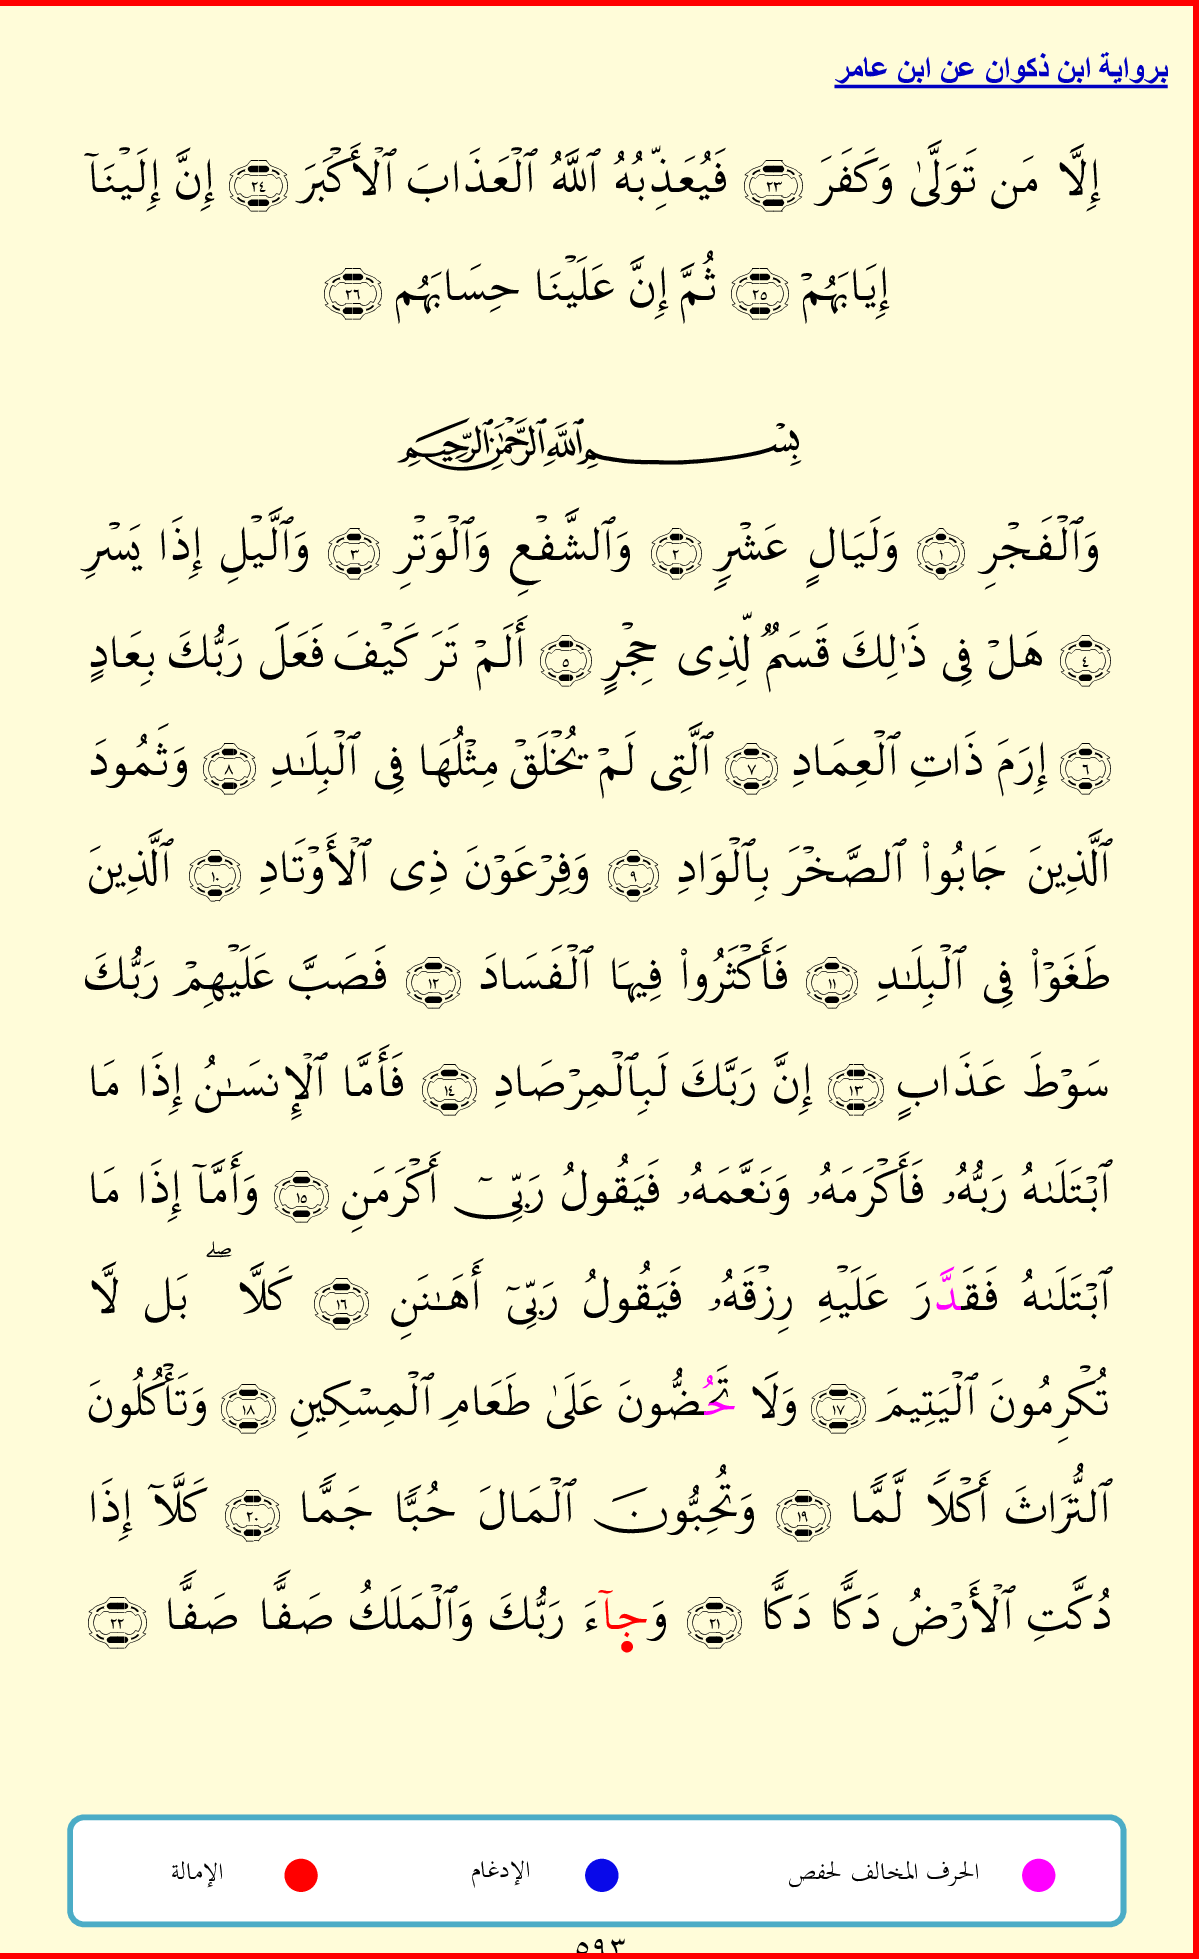 برواية ابن ذكوان عن ابن عامر
إِلَّا مَن تَوَلَّىٰ وَكَفَرَ ٢٣ فَيُعَذِّبُهُ ٱللَّهُ ٱلۡعَذَابَ ٱلۡأَكۡبَرَ ٢٤ إِنَّ إِلَيۡنَآ
إِيَابَهُمۡ ٢٥ ثُمَّ إِنَّ عَلَيۡنَا حِسَابَهُم ٢٦
بِسۡمِ ٱللَّهِ ٱلرَّحۡمَٰنِ ٱلرَّحِيمِ
وَٱلۡفَجۡرِ ١ وَلَيَالٍ عَشۡرٖ ٢ وَٱلشَّفۡعِ وَٱلۡوَتۡرِ ٣ وَٱلَّيۡلِ إِذَا يَسۡرِ
٤ هَلۡ فِي ذَٰلِكَ قَسَمٞ لِّذِي حِجۡرٍ ٥ أَلَمۡ تَرَ كَيۡفَ فَعَلَ رَبُّكَ بِعَادٍ
٦ إِرَمَ ذَاتِ ٱلۡعِمَادِ ٧ ٱلَّتِي لَمۡ يُخۡلَقۡ مِثۡلُهَا فِي ٱلۡبِلَٰدِ ٨ وَثَمُودَ
ٱلَّذِينَ جَابُواْ ٱلصَّخۡرَ بِٱلۡوَادِ ٩ وَفِرۡعَوۡنَ ذِي ٱلۡأَوۡتَادِ ١٠ ٱلَّذِينَ
طَغَوۡاْ فِي ٱلۡبِلَٰدِ ١١ فَأَكۡثَرُواْ فِيهَا ٱلۡفَسَادَ ١٢ فَصَبَّ عَلَيۡهِمۡ رَبُّكَ
سَوۡطَ عَذَابٍ ١٣ إِنَّ رَبَّكَ لَبِٱلۡمِرۡصَادِ ١٤ فَأَمَّا ٱلۡإِنسَٰنُ إِذَا مَا
ٱبۡتَلَىٰهُ رَبُّهُۥ فَأَكۡرَمَهُۥ وَنَعَّمَهُۥ فَيَقُولُ رَبِّيٓ أَكۡرَمَنِ ١٥ وَأَمَّآ إِذَا مَا
ٱبۡتَلَىٰهُ فَقَدَّرَ عَلَيۡهِ رِزۡقَهُۥ فَيَقُولُ رَبِّيٓ أَهَٰنَنِ ١٦ كَلَّاۖ بَل لَّا
تُكۡرِمُونَ ٱلۡيَتِيمَ ١٧ وَلَا تَحُضُّونَ عَلَىٰ طَعَامِ ٱلۡمِسۡكِينِ ١٨ وَتَأۡكُلُونَ
ٱلتُّرَاثَ أَكۡلٗا لَّمّٗا ١٩ وَتُحِبُّونَ ٱلۡمَالَ حُبّٗا جَمّٗا ٢٠ كَلَّآ إِذَا
دُكَّتِ ٱلۡأَرۡضُ دَكّٗا دَكّٗا ٢١ وَجِآءَ رَبُّكَ وَٱلۡمَلَكُ صَفّٗا صَفّٗا ٢٢
الحرف المخالف لحفص الإدغام الإمالة
٥٩٣